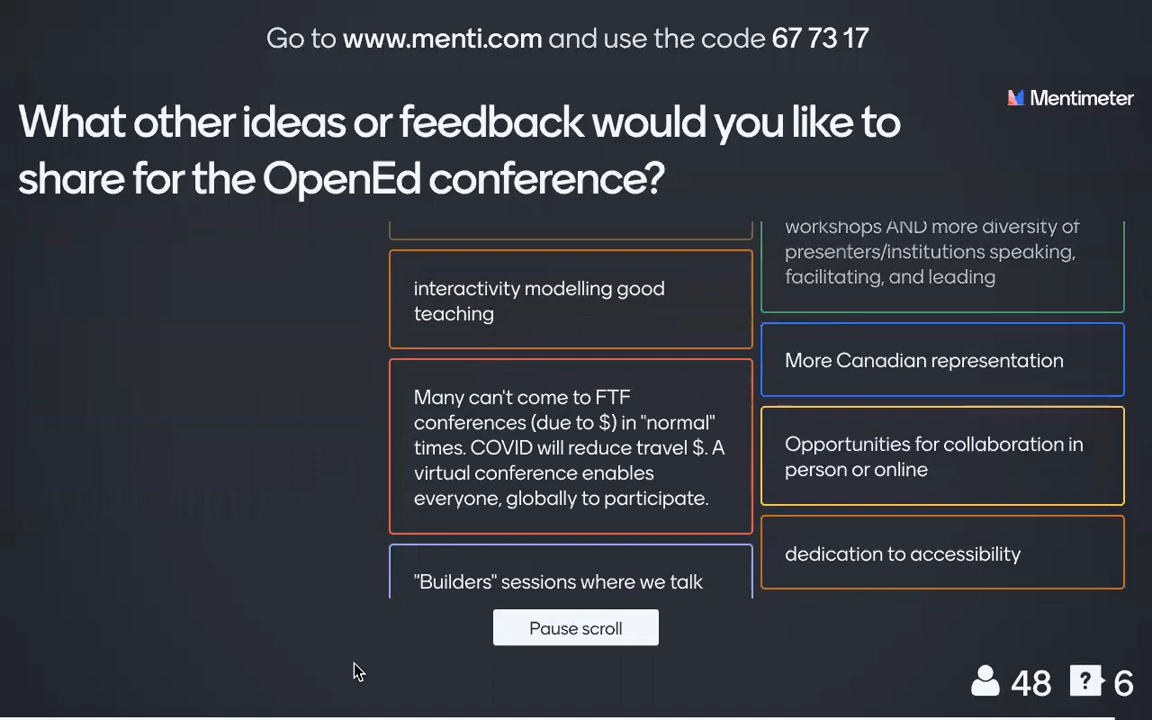 Go to www.menti.com and use the code 67 73 17
Mentimeter
What other ideas or feedback would you like to
share for the OpenEd conference?
interactivity modelling good
teaching
Many can't come to FTF
conferences (due to $) in "normal"
times. COVID will reduce travel $. A
virtual conference enables
everyone, globally to participate.
"Builders" sessions where we talk
workshops AND more diversity of
presenters/institutions speaking,
facilitating, and leading
More Canadian representation
Opportunities for collaboration in
person or online
dedication to accessibility
Pause scroll
48
? 6